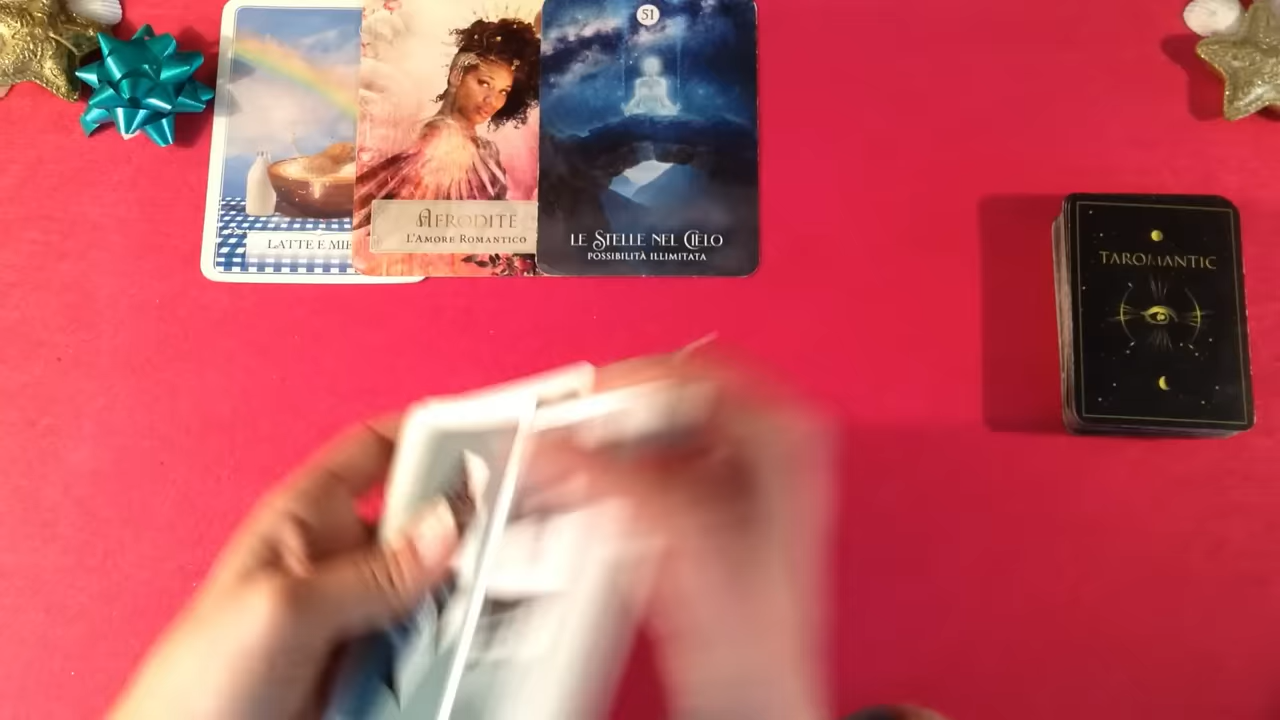 51
LATTE E MIE
AFRODITE
L'AMORE ROMANTICO
LE STELLE NEL CIELO
POSSIBILITÀ ILLIMITATA
TAROMANTIC